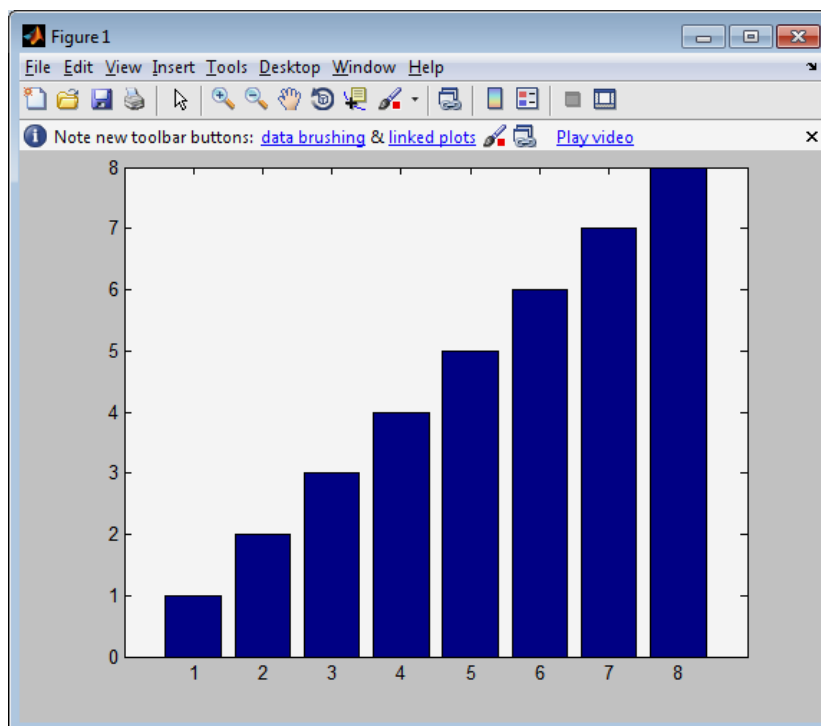 Figure 1
File Edit View Insert Tools Desktop Window Help
Note new toolbar buttons: data brushing & linked plots Play video
8
7
6
5
4
3
2
1
0
1 2 3 4 5 6 7 8